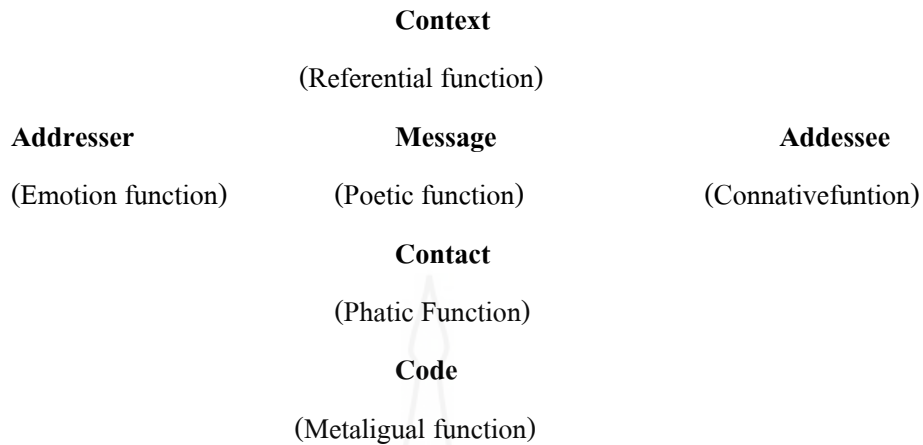 Context
(Referential function)
Addresser Message Addessee
(Emotion function) (Poetic function) (Connativefuntion)
Contact
(Phatic Function)
Code
(Metaligual function)